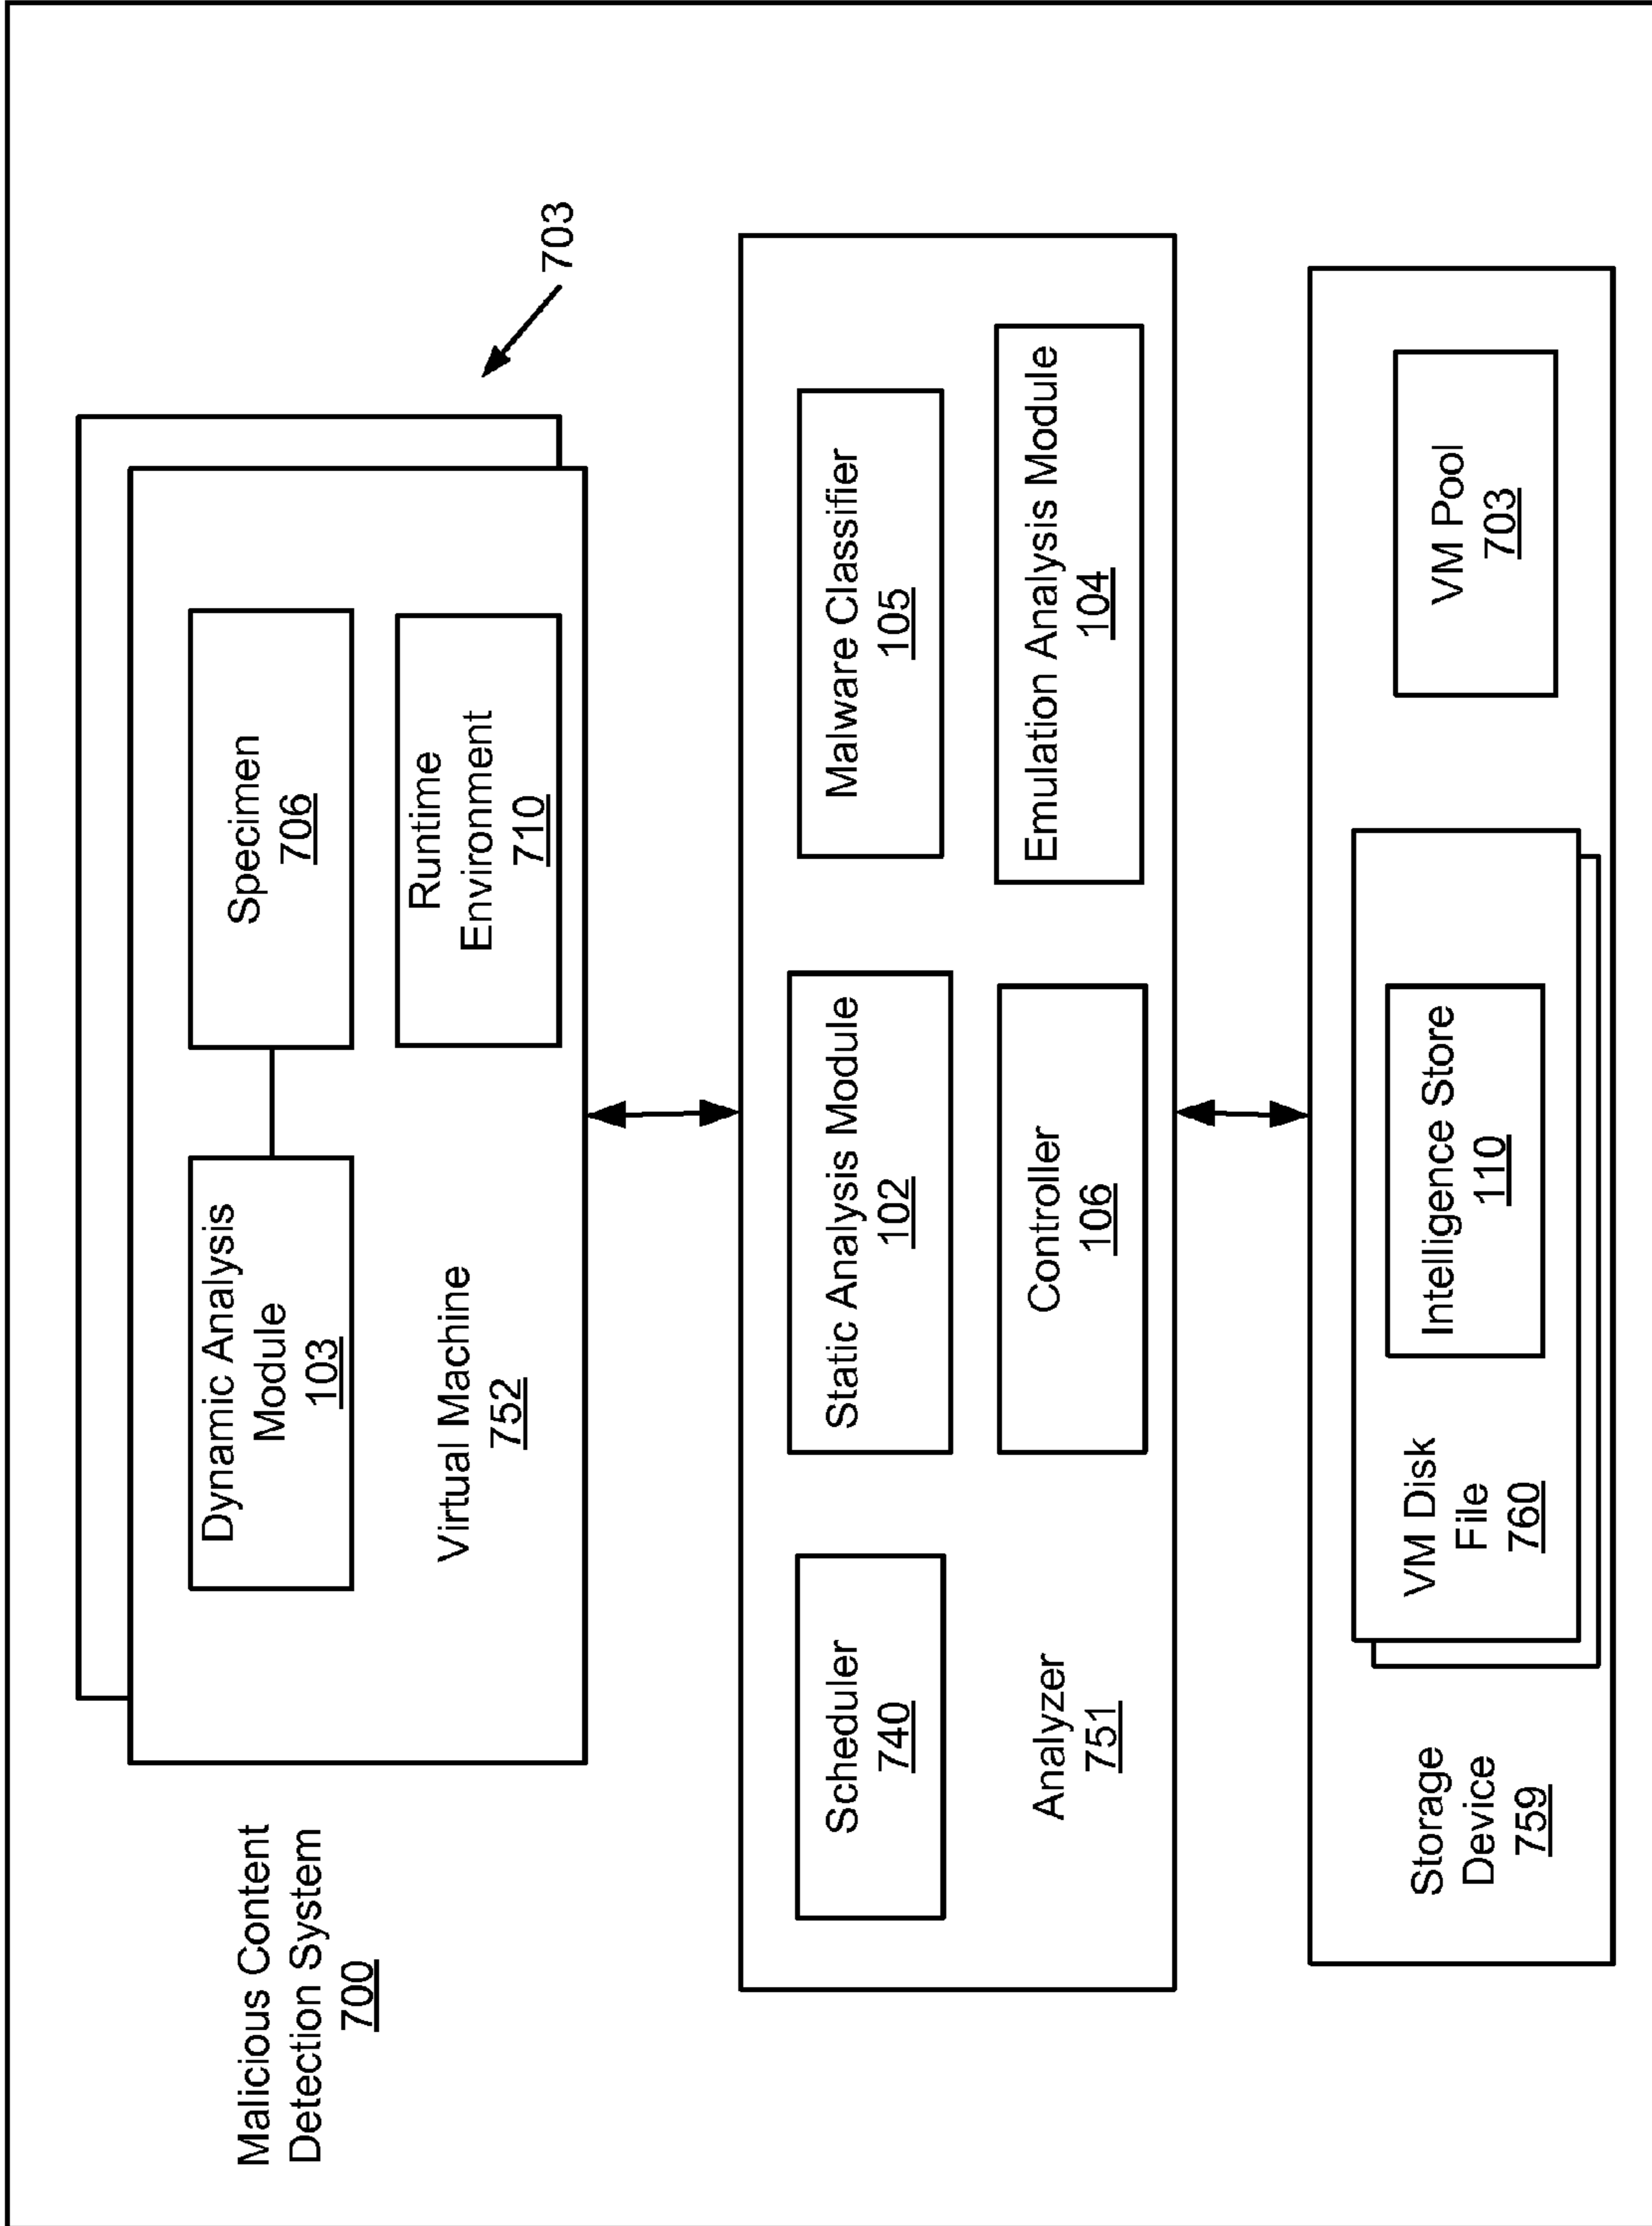 Malicious Content
Detection System
700
Dynamic Analysis
Module
103
Specimen
706
Runtime
Environment
710
Virtual Machine
752
703
Scheduler
740
Static Analysis Module
102
Malware Classifier
105
Analyzer
751
Controller
106
Emulation Analysis Module
104
Storage
Device
759
VM Disk
File
760
Intelligence Store
110
VM Pool
703